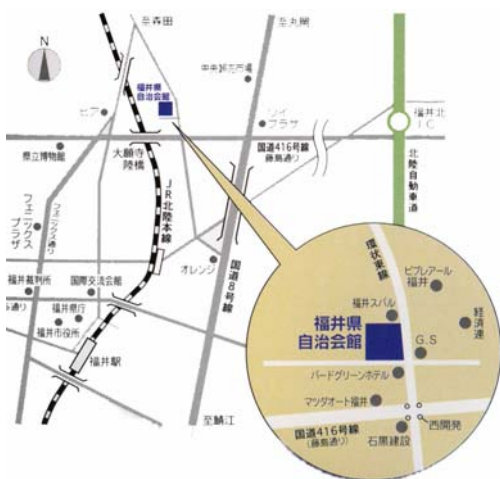 至森田
至丸岡
N
中央卸売市場
福井県
自治会館
ピア
ワイ
プラザ
福井北
I.C
県立博物館
大願寺
陸橋
国道416号線
(藤島通り)
北陸自動車道
JR北陸本線
フェニックス
プラザ
フェニックス通り
オレンジ
国道8号線
福井裁判所
国際交流会館
福井県庁
福井市役所
福井駅
至鯖江
環状東線
ビブレアール
福井
福井スバル
経済連
福井県
自治会館
G.S
バードグリーンホテル
マツダオート福井
国道416号線
(藤島通り)
西開発
石黒建設